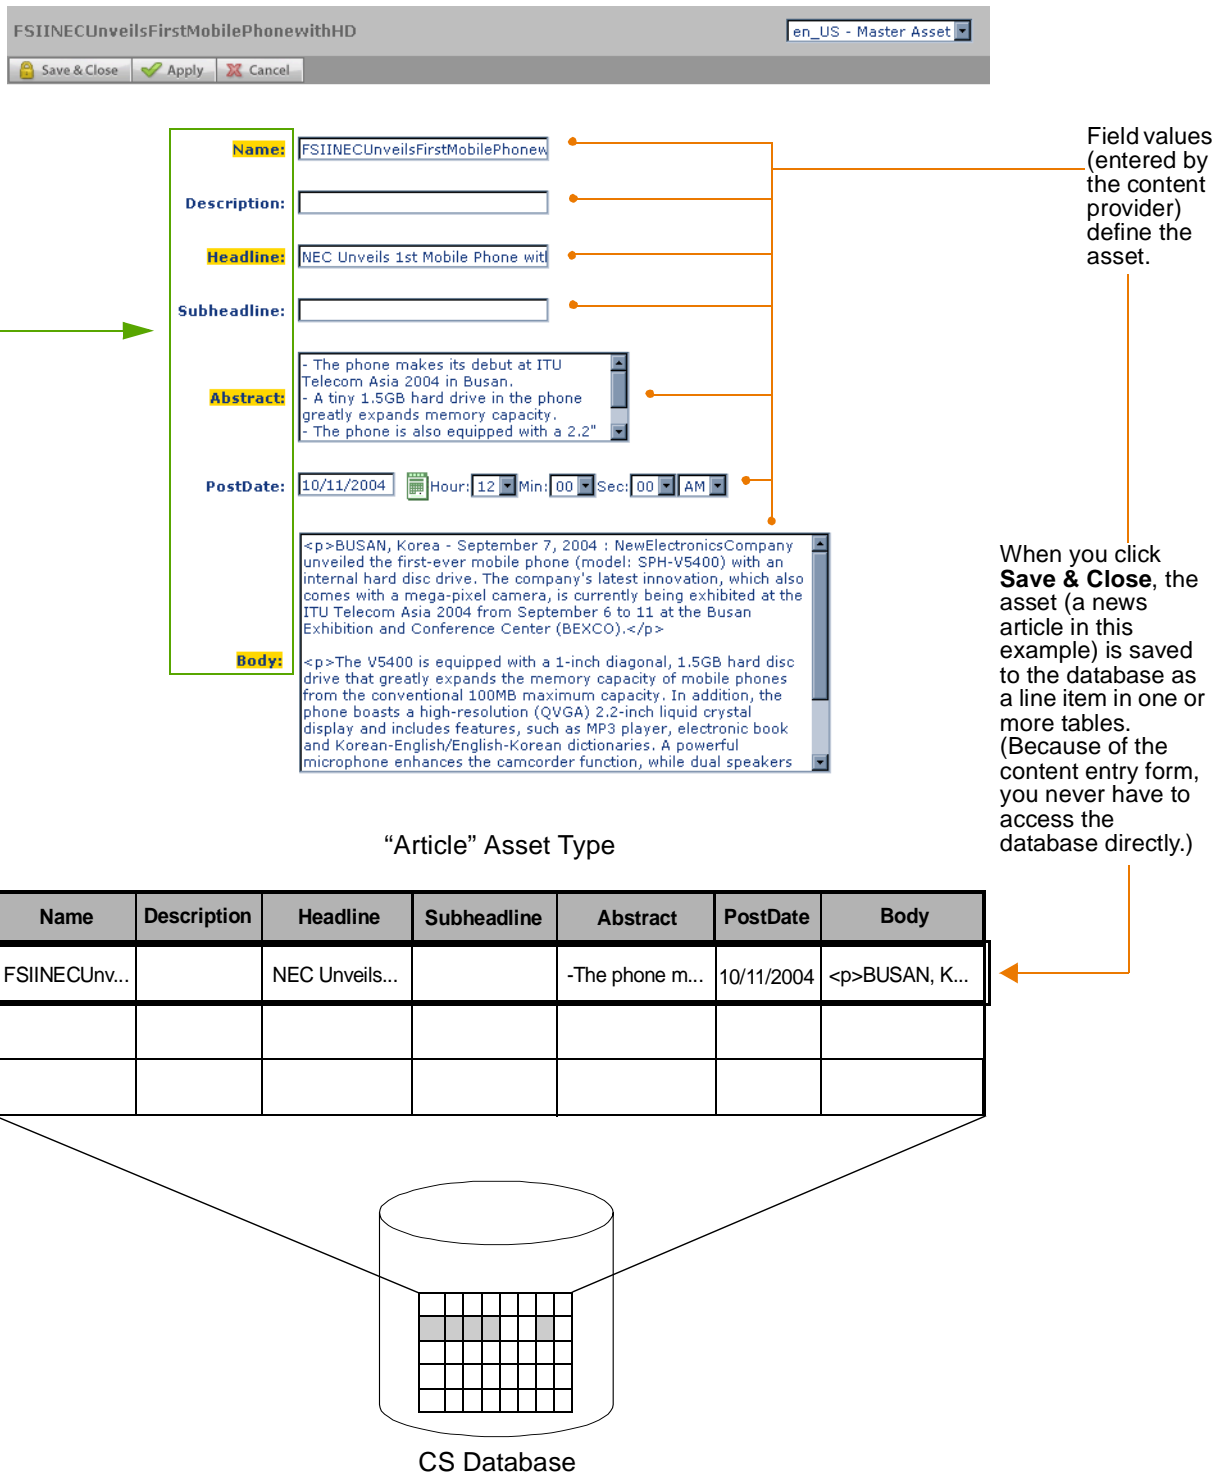 FSIINECUnveilsFirstMobilePhonewithHD
en_US - Master Asset
Save & Close
Apply
Cancel
Name:
FSIINECUnveilsFirstMobilePhonew
Description:
Headline:
NEC Unveils 1st Mobile Phone witl
Subheadline:
Abstract:
- The phone makes its debut at ITU
Telecom Asia 2004 in Busan.
- A tiny 1.5GB hard drive in the phone
greatly expands memory capacity.
- The phone is also equipped with a 2.2"
PostDate:
10/11/2004
Hour: 12 Min: 00 Sec: 00 AM
Body:
<p>BUSAN, Korea - September 7, 2004 : NewElectronicsCompany
unveiled the first-ever mobile phone (model: SPH-V5400) with an
internal hard disc drive. The company's latest innovation, which also
comes with a mega-pixel camera, is currently being exhibited at the
ITU Telecom Asia 2004 from September 6 to 11 at the Busan
Exhibition and Conference Center (BEXCO).</p>
<p>The V5400 is equipped with a 1-inch diagonal, 1.5GB hard disc
drive that greatly expands the memory capacity of mobile phones
from the conventional 100MB maximum capacity. In addition, the
phone boasts a high-resolution (QVGA) 2.2-inch liquid crystal
display and includes features, such as MP3 player, electronic book
and Korean-English/English-Korean dictionaries. A powerful
microphone enhances the camcorder function, while dual speakers
Field values
(entered by
the content
provider)
define the
asset.
When you click
Save & Close, the
asset (a news
article in this
example) is saved
to the database as
a line item in one or
more tables.
(Because of the
content entry form,
you never have to
access the
database directly.)
“Article” Asset Type
Name Description Headline Subheadline Abstract PostDate Body
FSIINECUnv... NEC Unveils... -The phone m... 10/11/2004 <p>BUSAN, K...
CS Database